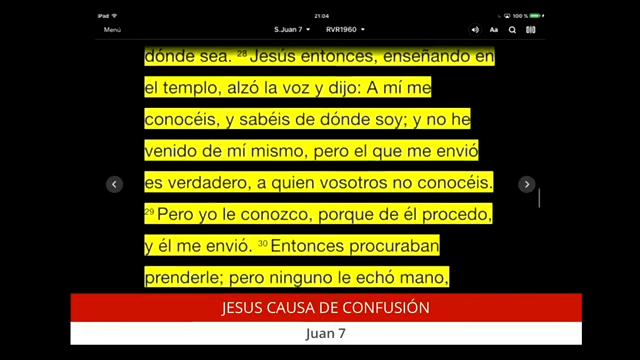 iPad
21:04
100 %
Menú
S.Juan 7
RVR1960
Aa
dónde sea. 28 Jesús entonces, enseñando en
el templo, alzó la voz y dijo: A mí me
conocéis, y sabéis de dónde soy; y no he
venido de mí mismo, pero el que me envió
es verdadero, a quien vosotros no conocéis.
29 Pero yo le conozco, porque de él procedo,
y él me envió. 30 Entonces procuraban
prenderle; pero ninguno le echó mano,
JESUS CAUSA DE CONFUSIÓN
Juan 7